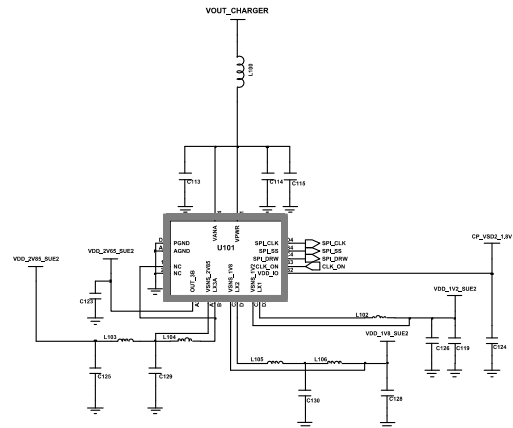 VOUT_CHARGER
L100
C113
C114
C115
VANA
VPWR
U101
PGND
AGND
NC
NC
SPI_CLK
SPI_SS
SPI_DRW
CLK_ON
VDD_IO
SPI_CLK
SPI_SS
SPI_DRW
CLK_ON
OUT_3B
VSNS_2V65
LX3A
VSNS_1V8
LX2
VSNS_1V2
LX1
CP_VSD2_1,8V
VDD_2V85_SUE2
VDD_2V65_SUE2
VDD_1V2_SUE2
C123
L102
VDD_1V8_SUE2
L103
L104
C126
C119
C124
L105
L106
C125
C129
C130
C128